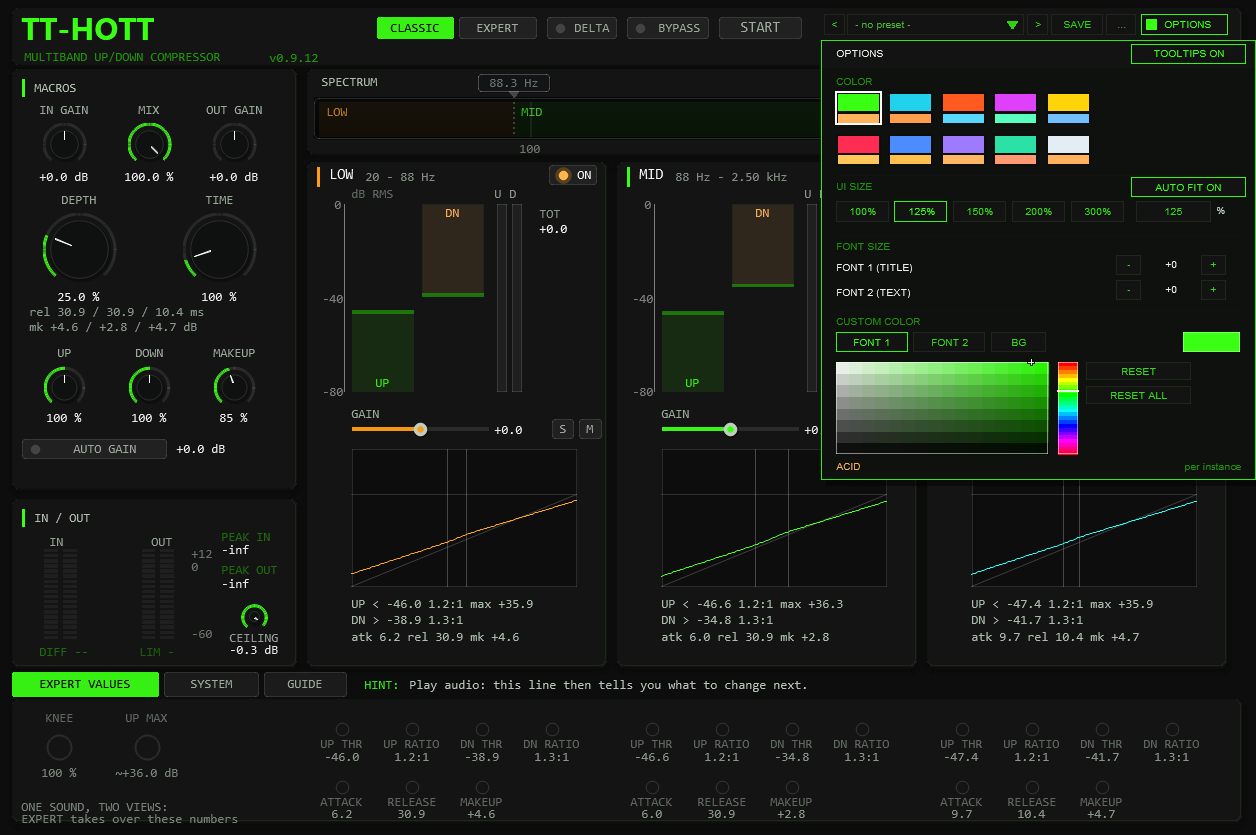 TT-HOTT
CLASSIC
EXPERT
DELTA
BYPASS
START
<
- no preset -
>
SAVE
...
OPTIONS
MULTIBAND UP/DOWN COMPRESSOR
v0.9.12
MACROS
IN GAIN
MIX
OUT GAIN
+0.0 dB
100.0 %
+0.0 dB
DEPTH
TIME
25.0 %
100 %
rel 30.9 / 30.9 / 10.4 ms
mk +4.6 / +2.8 / +4.7 dB
UP
DOWN
MAKEUP
100 %
100 %
85 %
AUTO GAIN
+0.0 dB
IN / OUT
IN
OUT
+12
0
-60
PEAK IN
-inf
PEAK OUT
-inf
CEILING
-0.3 dB
DIFF --
LIM -
SPECTRUM
88.3 Hz
LOW
MID
100
LOW
20 - 88 Hz
ON
dB RMS
U D
0
-40
-80
DN
UP
TOT
+0.0
GAIN
+0.0
S
M
UP < -46.0 1.2:1 max +35.9
DN > -38.9 1.3:1
atk 6.2 rel 30.9 mk +4.6
MID
88 Hz - 2.50 kHz
dB RMS
U
0
-40
-80
DN
UP
GAIN
+0
UP < -46.6 1.2:1 max +36.3
DN > -34.8 1.3:1
atk 6.0 rel 30.9 mk +2.8
UP < -47.4 1.2:1 max +35.9
DN > -41.7 1.3:1
atk 9.7 rel 10.4 mk +4.7
OPTIONS
TOOLTIPS ON
COLOR
UI SIZE
AUTO FIT ON
100%
125%
150%
200%
300%
125
%
FONT SIZE
FONT 1 (TITLE)
-
+0
+
FONT 2 (TEXT)
-
+0
+
CUSTOM COLOR
FONT 1
FONT 2
BG
RESET
RESET ALL
ACID
per instance
EXPERT VALUES
SYSTEM
GUIDE
HINT: Play audio: this line then tells you what to change next.
KNEE
UP MAX
100 %
~+36.0 dB
ONE SOUND, TWO VIEWS:
EXPERT takes over these numbers
UP THR
UP RATIO
DN THR
DN RATIO
-46.0
1.2:1
-38.9
1.3:1
ATTACK
RELEASE
MAKEUP
6.2
30.9
+4.6
UP THR
UP RATIO
DN THR
DN RATIO
-46.6
1.2:1
-34.8
1.3:1
ATTACK
RELEASE
MAKEUP
6.0
30.9
+2.8
UP THR
UP RATIO
DN THR
DN RATIO
-47.4
1.2:1
-41.7
1.3:1
ATTACK
RELEASE
MAKEUP
9.7
10.4
+4.7